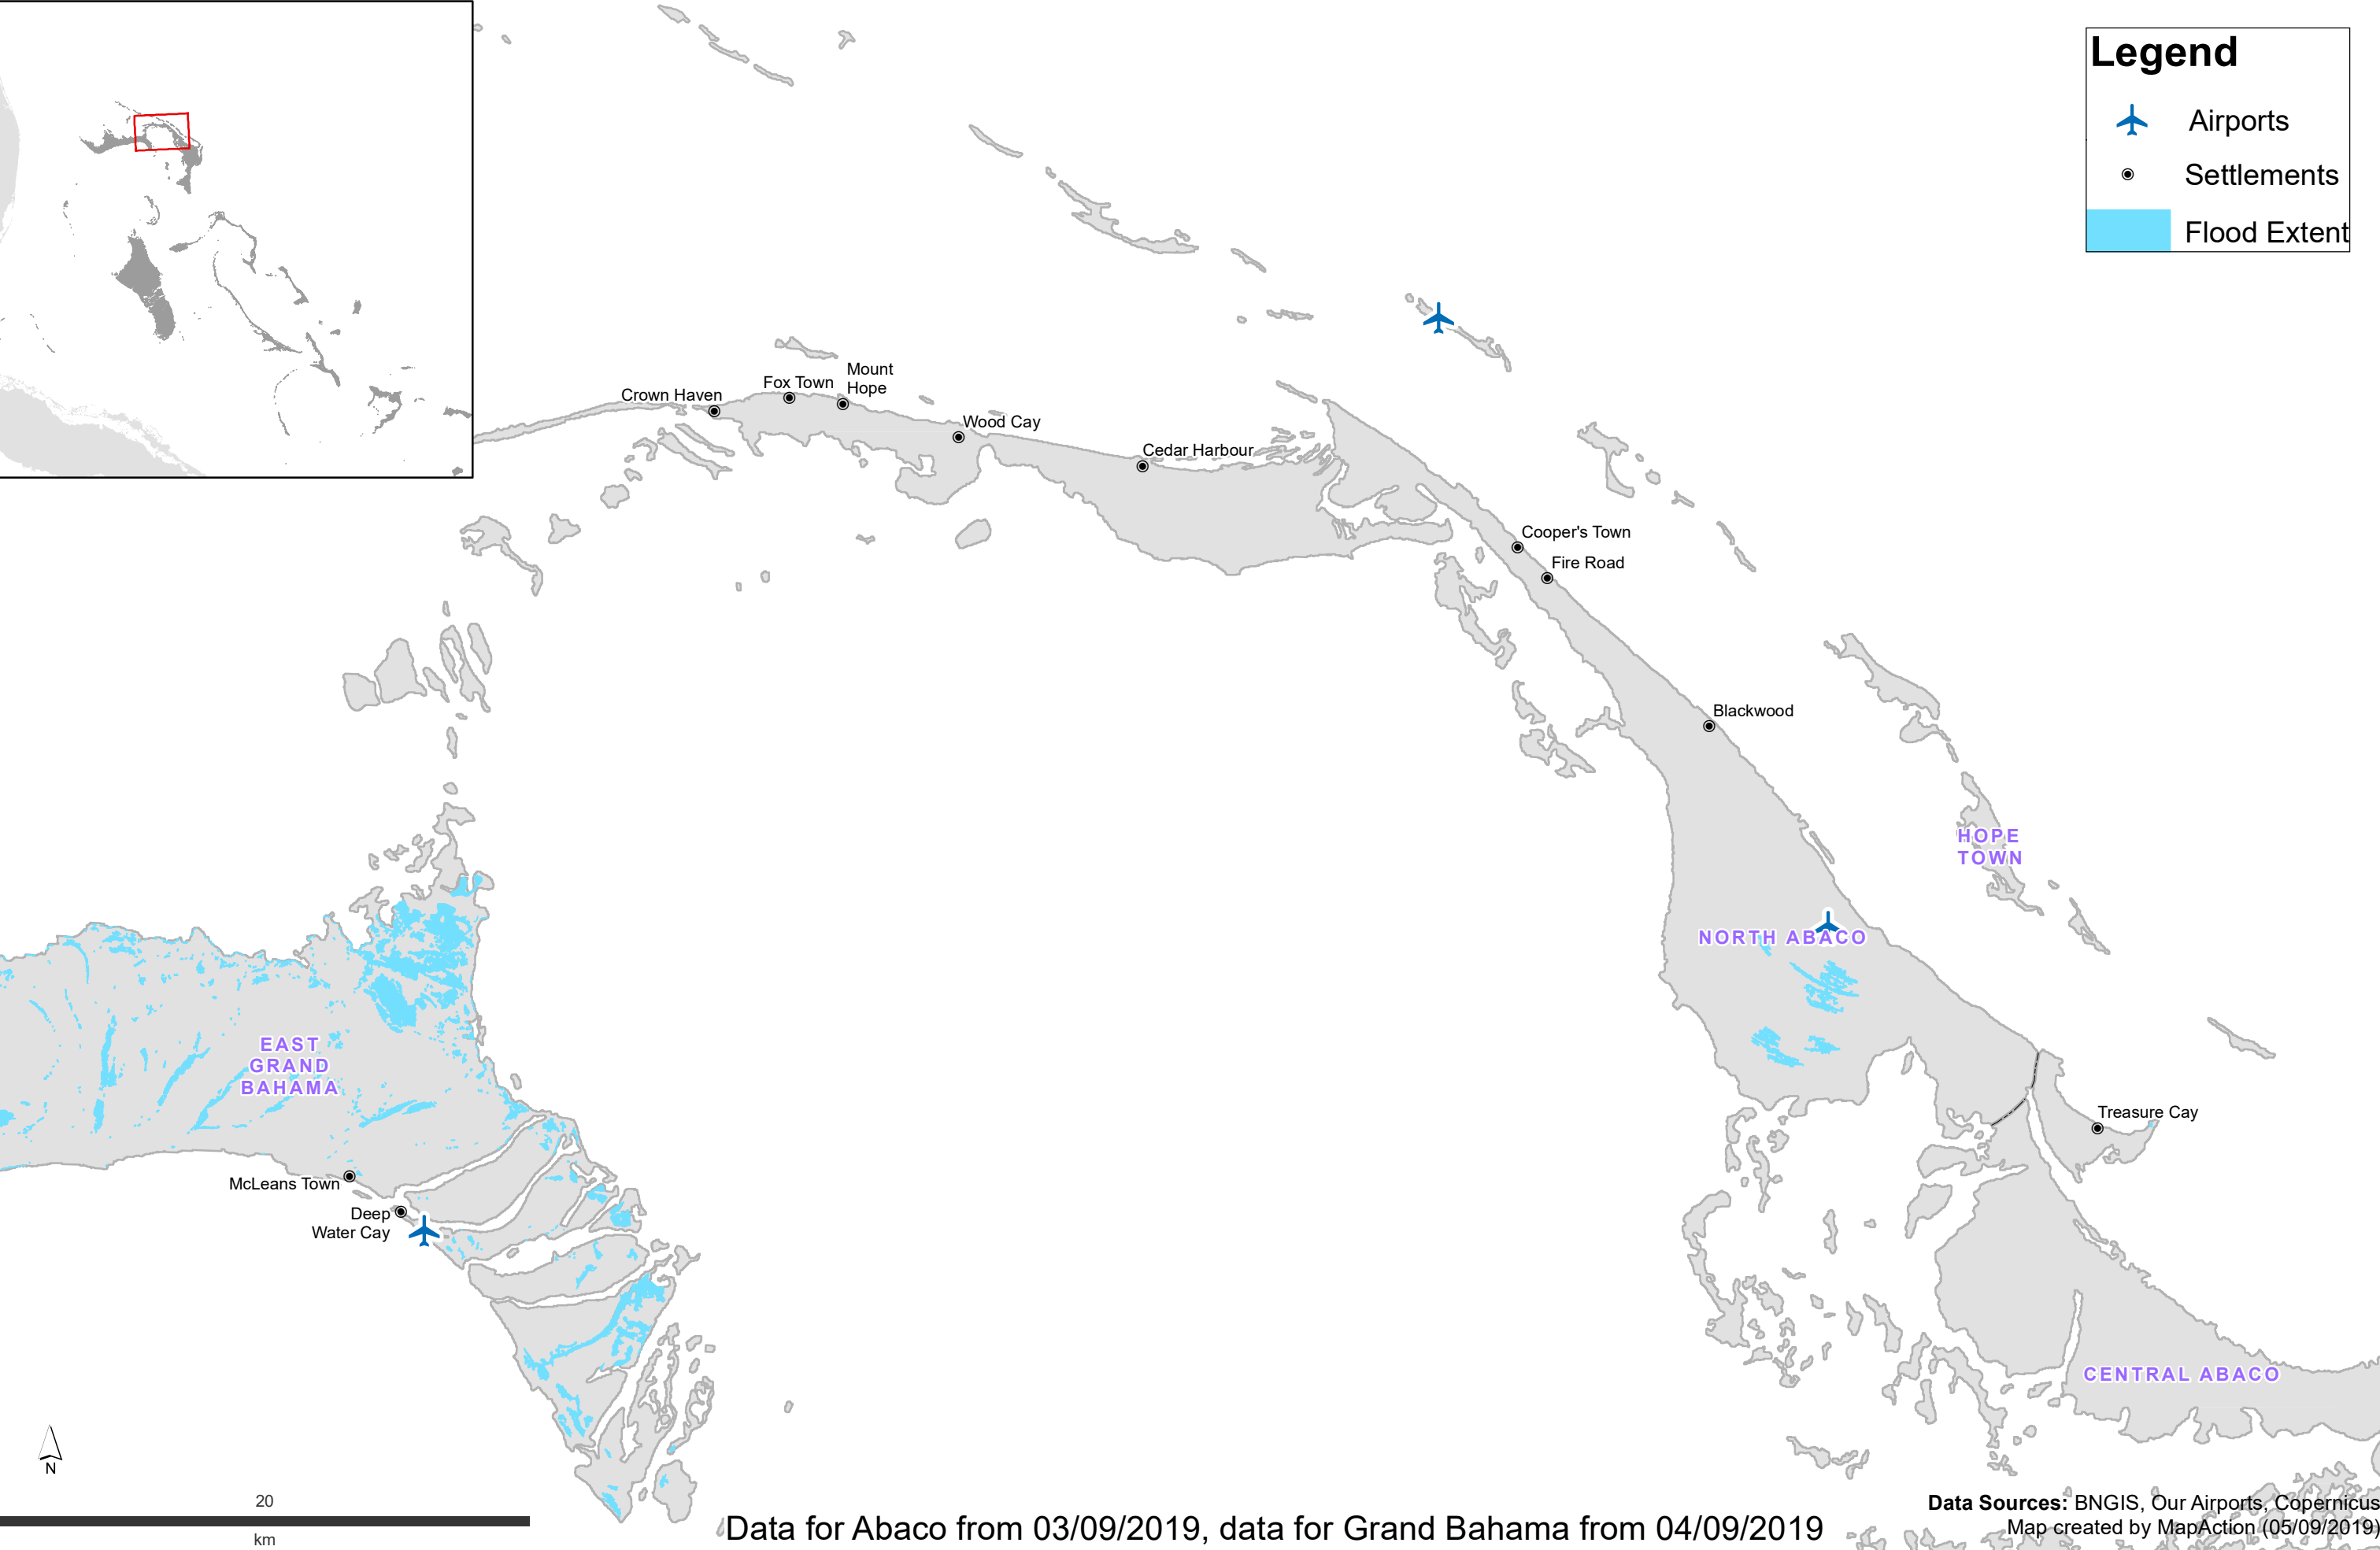 Legend
Airports
Settlements
Flood Extent
Crown Haven
Fox Town
Mount
Hope
Wood Cay
Cedar Harbour
Cooper's Town
Fire Road
Blackwood
HOPE
TOWN
NORTH ABACO
EAST
GRAND
BAHAMA
Treasure Cay
McLeans Town
Deep
Water Cay
CENTRAL ABACO
N
20
km
Data for Abaco from 03/09/2019, data for Grand Bahama from 04/09/2019
Data Sources: BNGIS, Our Airports, Copernicus
Map created by MapAction (05/09/2019)